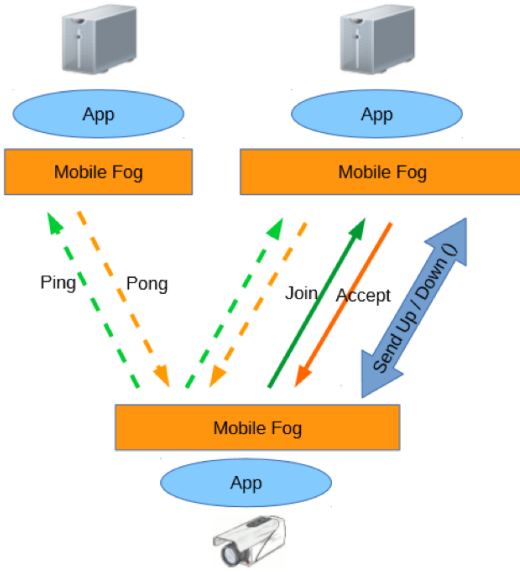 App
App
Mobile Fog
Mobile Fog
Ping
Pong
Join
Accept
Send Up / Down ()
Mobile Fog
App